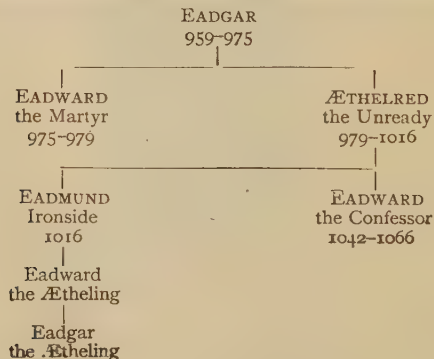 EADGAR
959–975
EADWARD
the Martyr
975–979
ÆTHELRED
the Unready
979–1016
EADMUND
Ironside
1016
EADWARD
the Confessor
1042–1066
Eadward
the Ætheling
Eadgar
the Ætheling